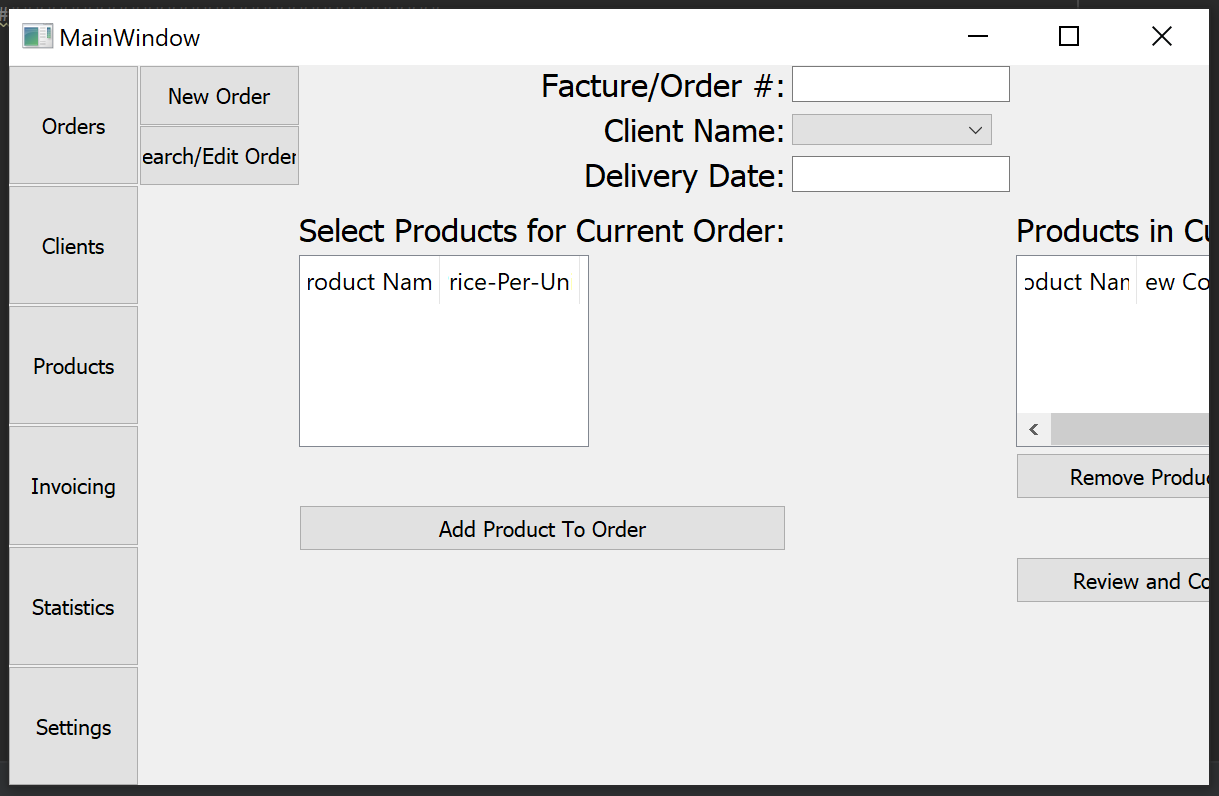 MainWindow
Orders
Clients
Products
Invoicing
Statistics
Settings
New Order
earch/Edit Order
Facture/Order #:
Client Name:
Delivery Date:
Select Products for Current Order:
roduct Nam
rice-Per-Un
Add Product To Order
Products in Cu
oduct Nan
ew Co
Remove Produc
Review and Co